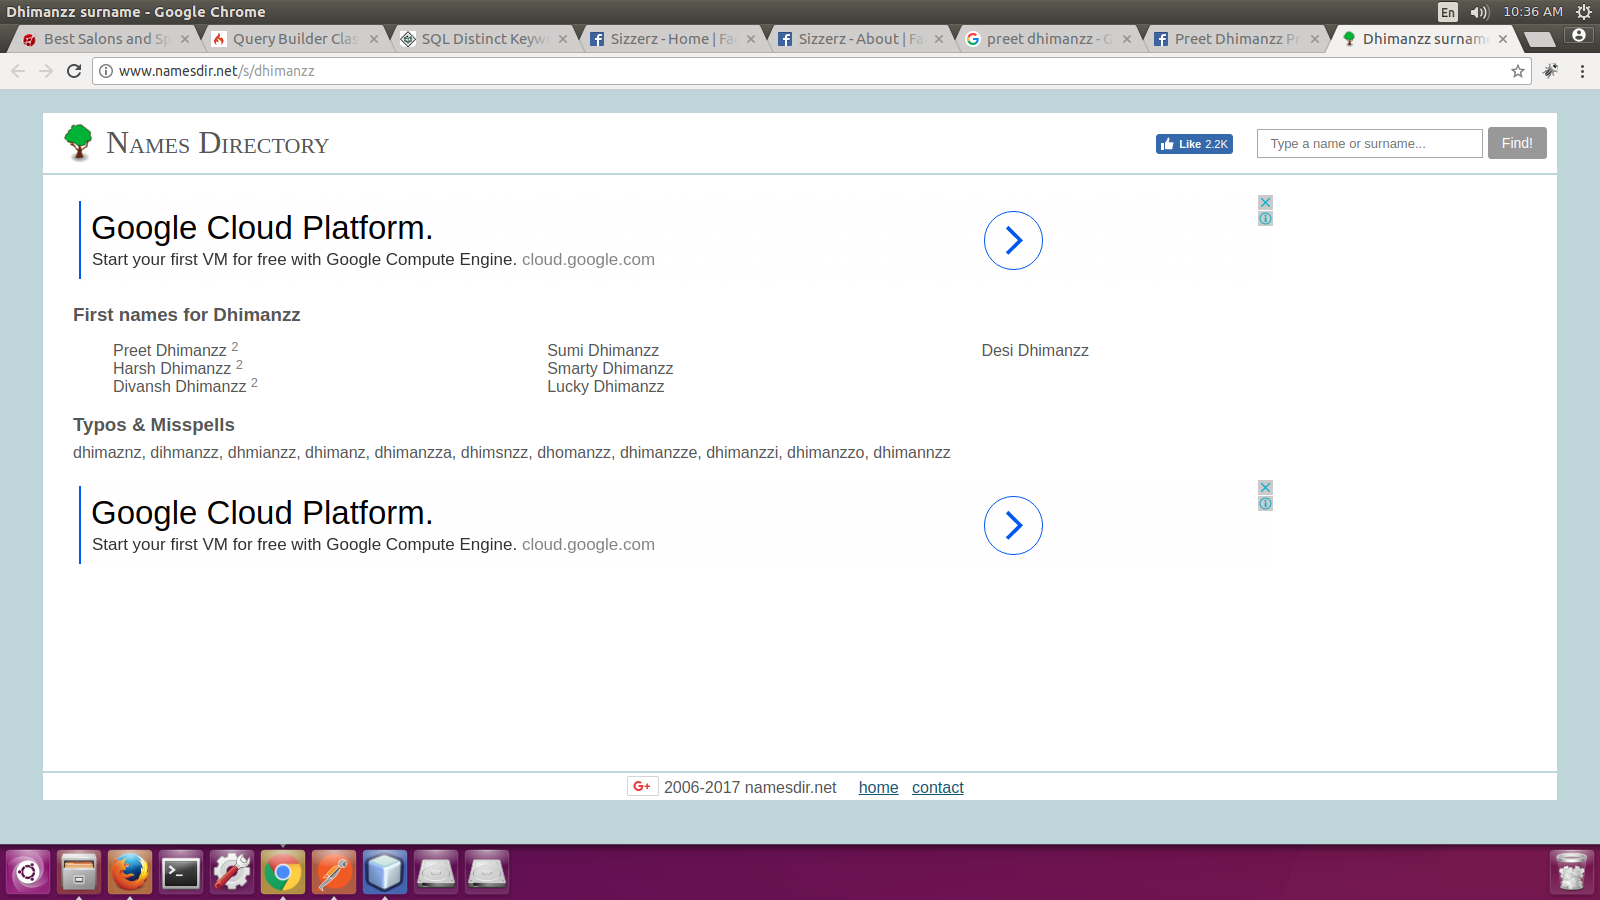 Dhimanzz surname - Google Chrome
En
10:36 AM
Best Salons and Sp
Query Builder Clas
SQL Distinct Keyw
Sizzerz - Home | Fa
Sizzerz - About | Fa
preet dhimanzz - G
Preet Dhimanzz Pr
Dhimanzz surname
www.namesdir.net/s/dhimanzz
Names Directory
Like 2.2K
Type a name or surname...
Find!
Google Cloud Platform.
Start your first VM for free with Google Compute Engine. cloud.google.com
First names for Dhimanzz
Preet Dhimanzz 2
Harsh Dhimanzz 2
Divansh Dhimanzz 2
Sumi Dhimanzz
Smarty Dhimanzz
Lucky Dhimanzz
Desi Dhimanzz
Typos & Misspells
dhimaznz, dihmanzz, dhmianzz, dhimanz, dhimanzza, dhimsnzz, dhomanzz, dhimanzze, dhimanzzi, dhimanzzo, dhimannzz
Google Cloud Platform.
Start your first VM for free with Google Compute Engine. cloud.google.com
G+ 2006-2017 namesdir.net home contact